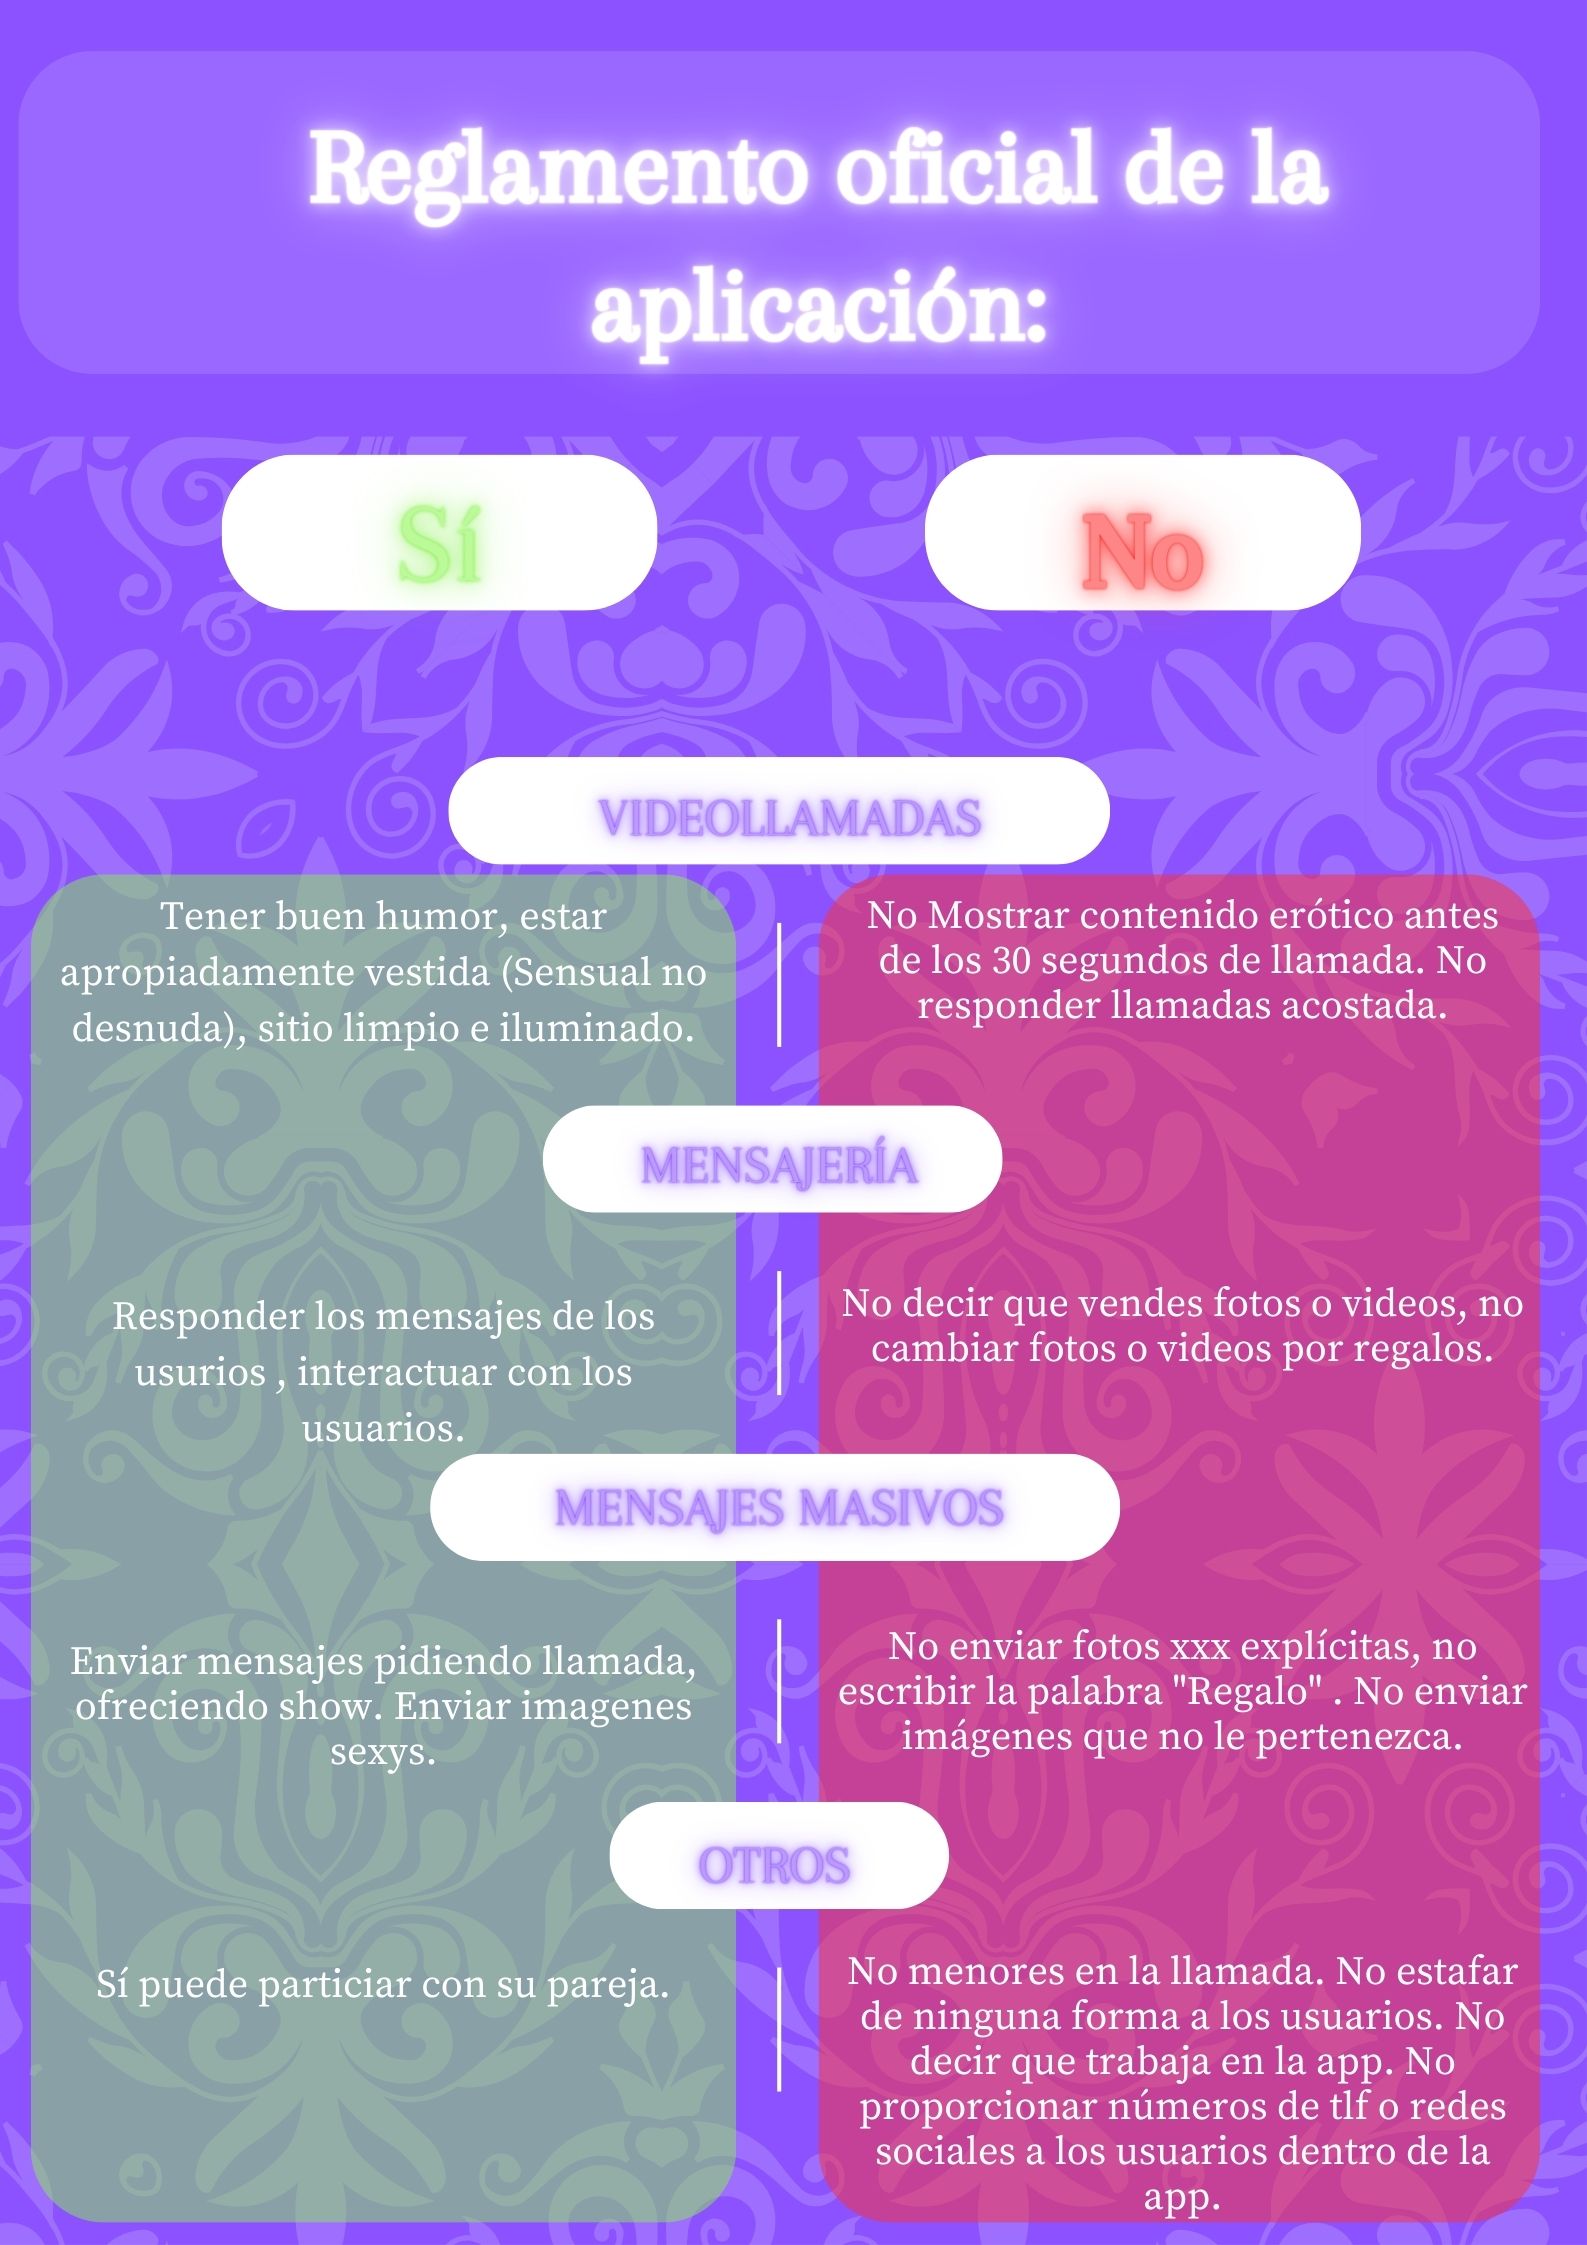 Reglamento oficial de la
aplicación:
Sí
No
VIDEOLLAMADAS
Tener buen humor, estar
apropiadamente vestida (Sensual no
desnuda), sitio limpio e iluminado.
No Mostrar contenido erótico antes
de los 30 segundos de llamada. No
responder llamadas acostada.
MENSAJERÍA
Responder los mensajes de los
usurios , interactuar con los
usuarios.
No decir que vendes fotos o videos, no
cambiar fotos o videos por regalos.
MENSAJES MASIVOS
Enviar mensajes pidiendo llamada,
ofreciendo show. Enviar imagenes
sexys.
No enviar fotos xxx explícitas, no
escribir la palabra "Regalo" . No enviar
imágenes que no le pertenezca.
OTROS
Sí puede particiar con su pareja.
No menores en la llamada. No estafar
de ninguna forma a los usuarios. No
decir que trabaja en la app. No
proporcionar números de tlf o redes
sociales a los usuarios dentro de la
app.